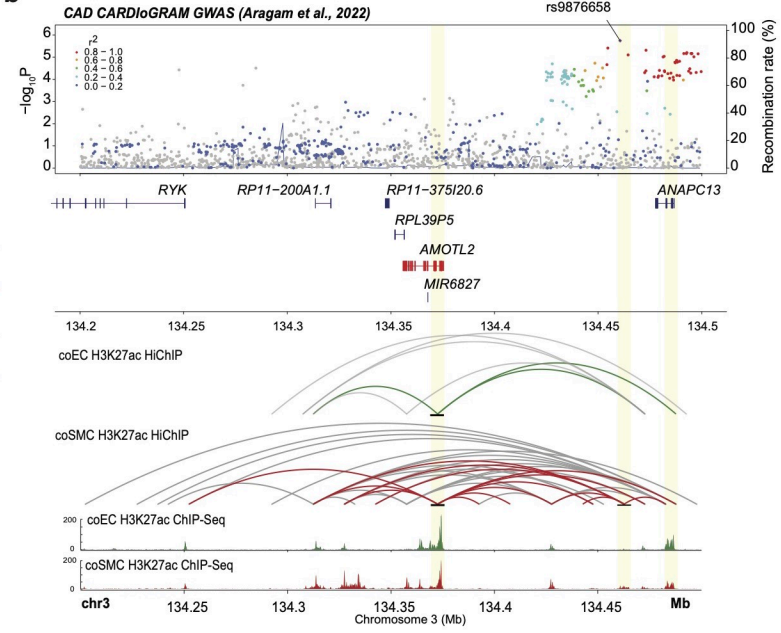 b
CAD CARDIoGRAM GWAS (Aragam et al., 2022)
rs9876658
−log10P
6
5
4
3
2
1
0
r2
0.8 − 1.0
0.6 − 0.8
0.4 − 0.6
0.2 − 0.4
0.0 − 0.2
100
80
60
40
20
0
Recombination rate (%)
RYK RP11-200A1.1 RP11-375I20.6 ANAPC13
RPL39P5
AMOTL2
MIR6827
134.2 134.25 134.3 134.35 134.4 134.45 134.5
coEC H3K27ac HiChIP
coSMC H3K27ac HiChIP
200 coEC H3K27ac ChIP-Seq
0
200 coSMC H3K27ac ChIP-Seq
0
chr3 134.25 134.3 134.35 134.4 134.45 Mb
Chromosome 3 (Mb)